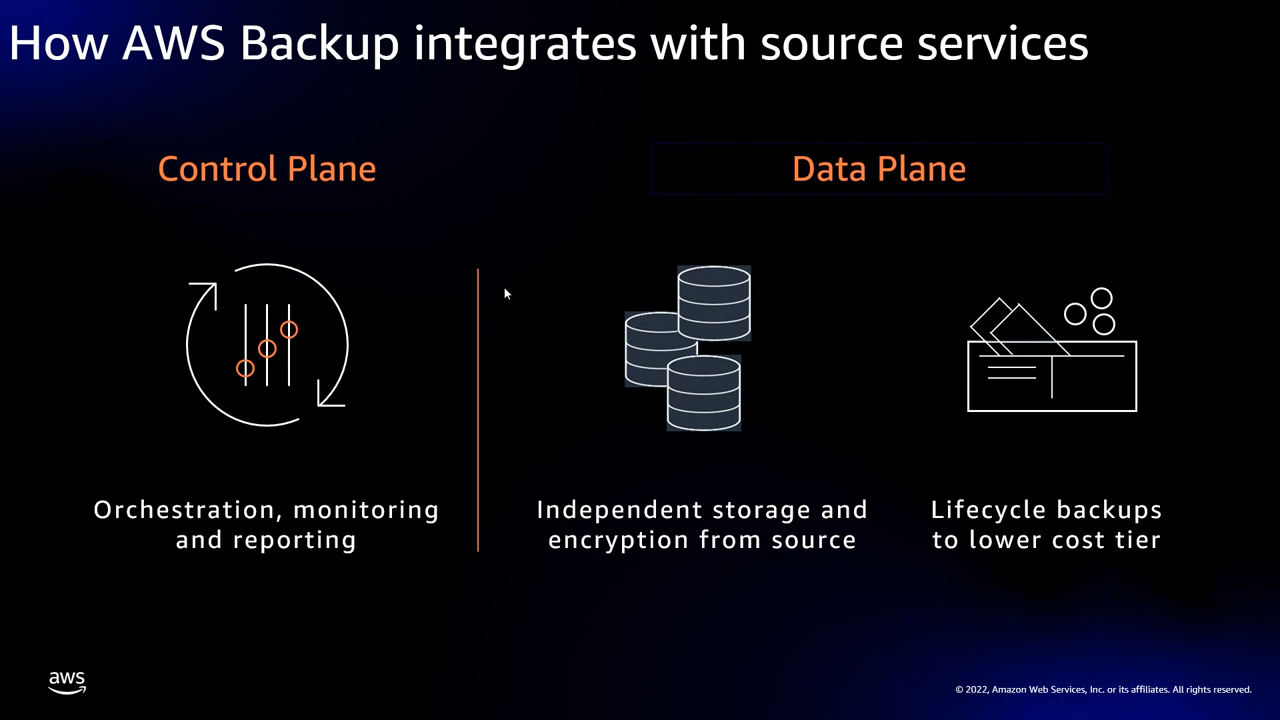 How AWS Backup integrates with source services
Control Plane
Data Plane
Orchestration, monitoring
and reporting
Independent storage and
encryption from source
Lifecycle backups
to lower cost tier
aws
© 2022, Amazon Web Services, Inc. or its affiliates. All rights reserved.